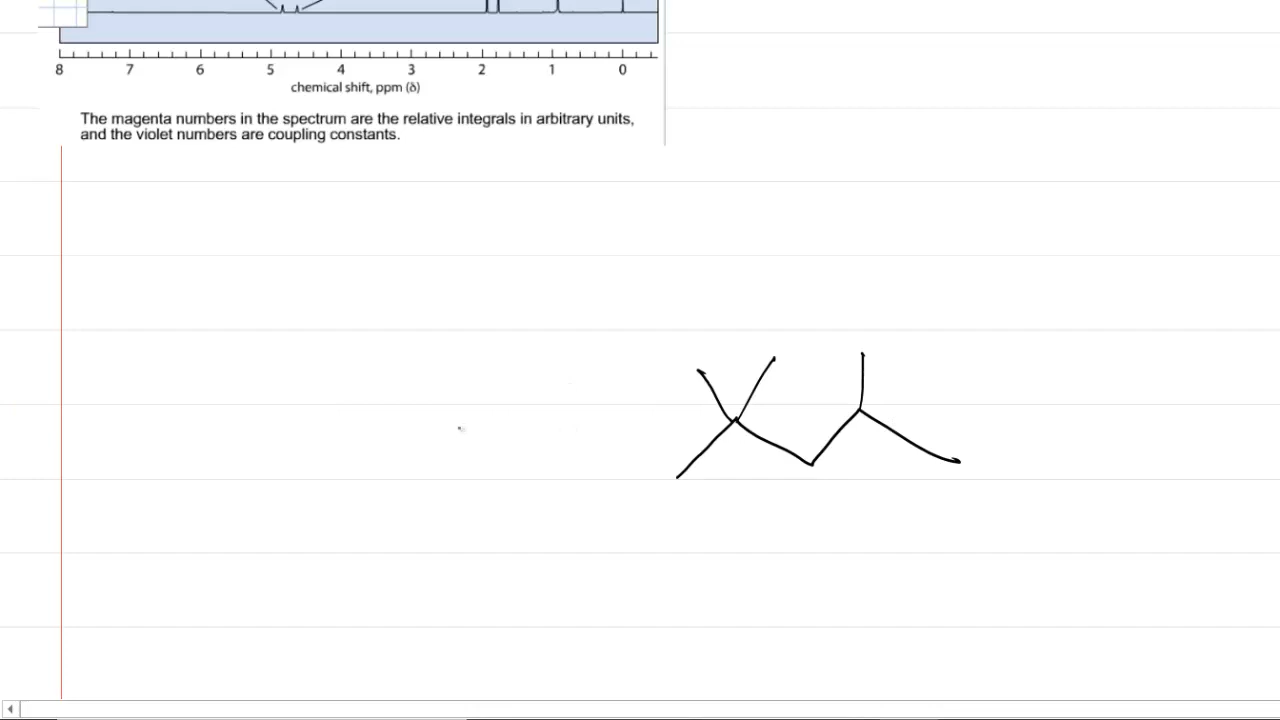 8 7 6 5 4 3 2 1 0
chemical shift, ppm (δ)
The magenta numbers in the spectrum are the relative integrals in arbitrary units,
and the violet numbers are coupling constants.